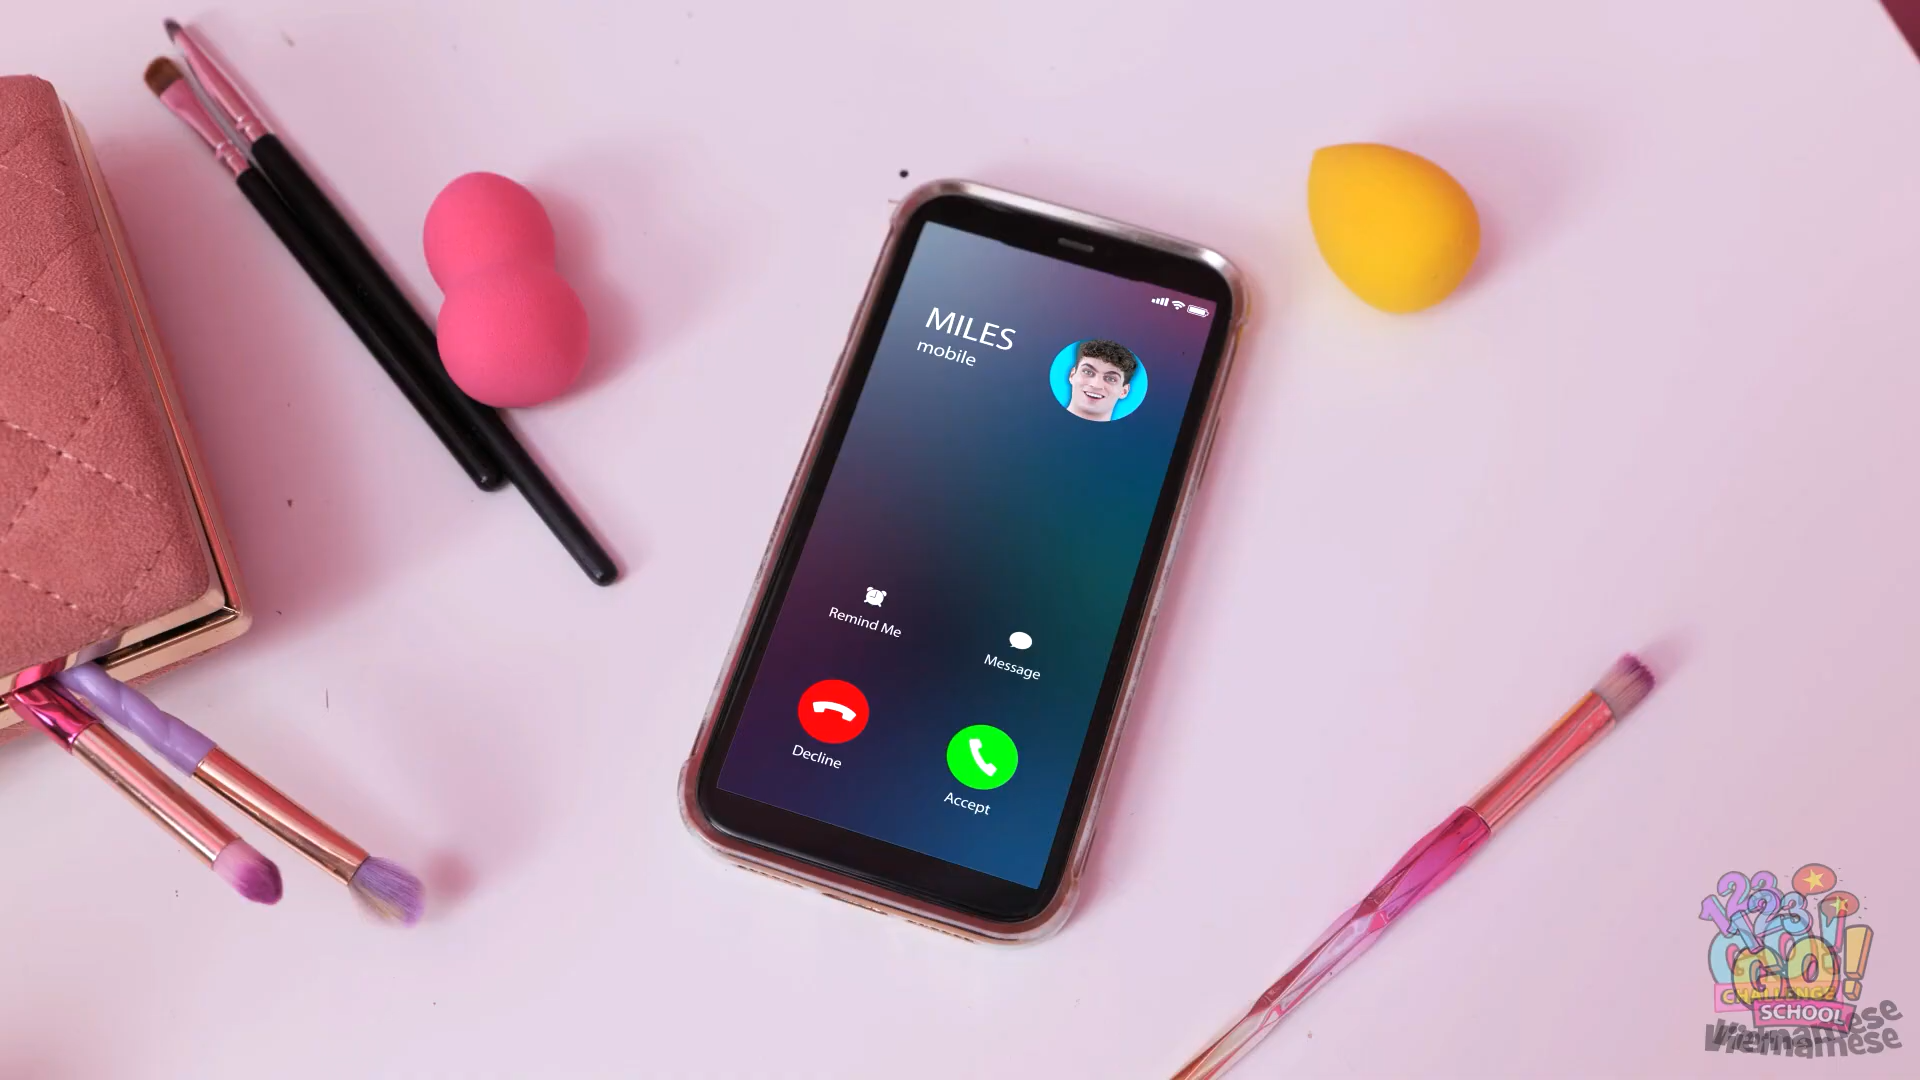 MILES
mobile
Remind Me
Message
Decline
Accept
123 GO!
CHALLENGE
SCHOOL
Vietnamese